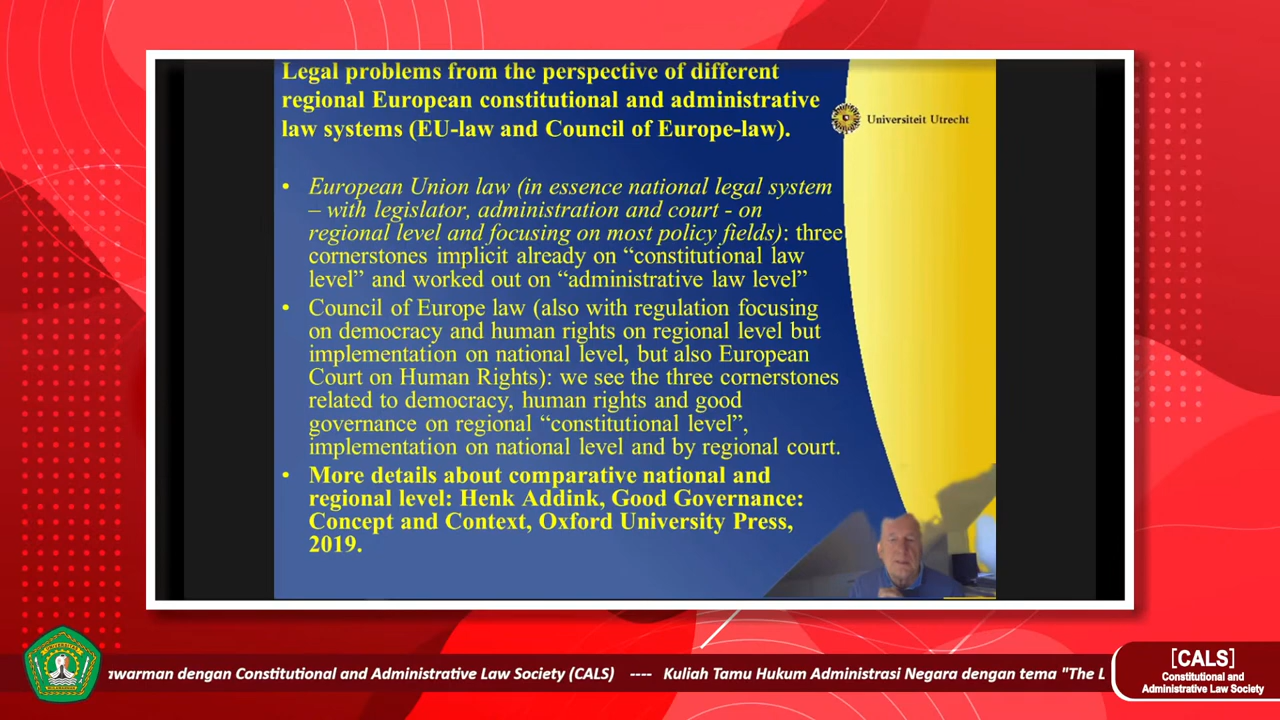 Legal problems from the perspective of different
regional European constitutional and administrative
law systems (EU-law and Council of Europe-law).
Universiteit Utrecht
• European Union law (in essence national legal system
– with legislator, administration and court - on
regional level and focusing on most policy fields): three
cornerstones implicit already on “constitutional law
level” and worked out on “administrative law level”
• Council of Europe law (also with regulation focusing
on democracy and human rights on regional level but
implementation on national level, but also European
Court on Human Rights): we see the three cornerstones
related to democracy, human rights and good
governance on regional “constitutional level”,
implementation on national level and by regional court.
• More details about comparative national and
regional level: Henk Addink, Good Governance:
Concept and Context, Oxford University Press,
2019.
awarman dengan Constitutional and Administrative Law Society (CALS) ---- Kuliah Tamu Hukum Administrasi Negara dengan tema "The L
[CALS]
Constitutional and
Administrative Law Society